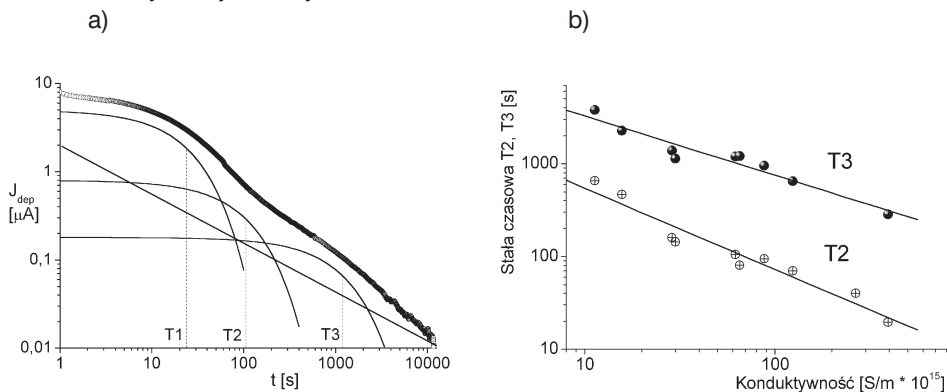 a)
b)
10
1
J_dep
[µA]
0,1
0,01
T1
T2
T3
1
10
100
1000
10000
t [s]
Stała czasowa T2, T3 [s]
1000
100
10
T3
T2
10
100
Konduktywność [S/m * 10^15]